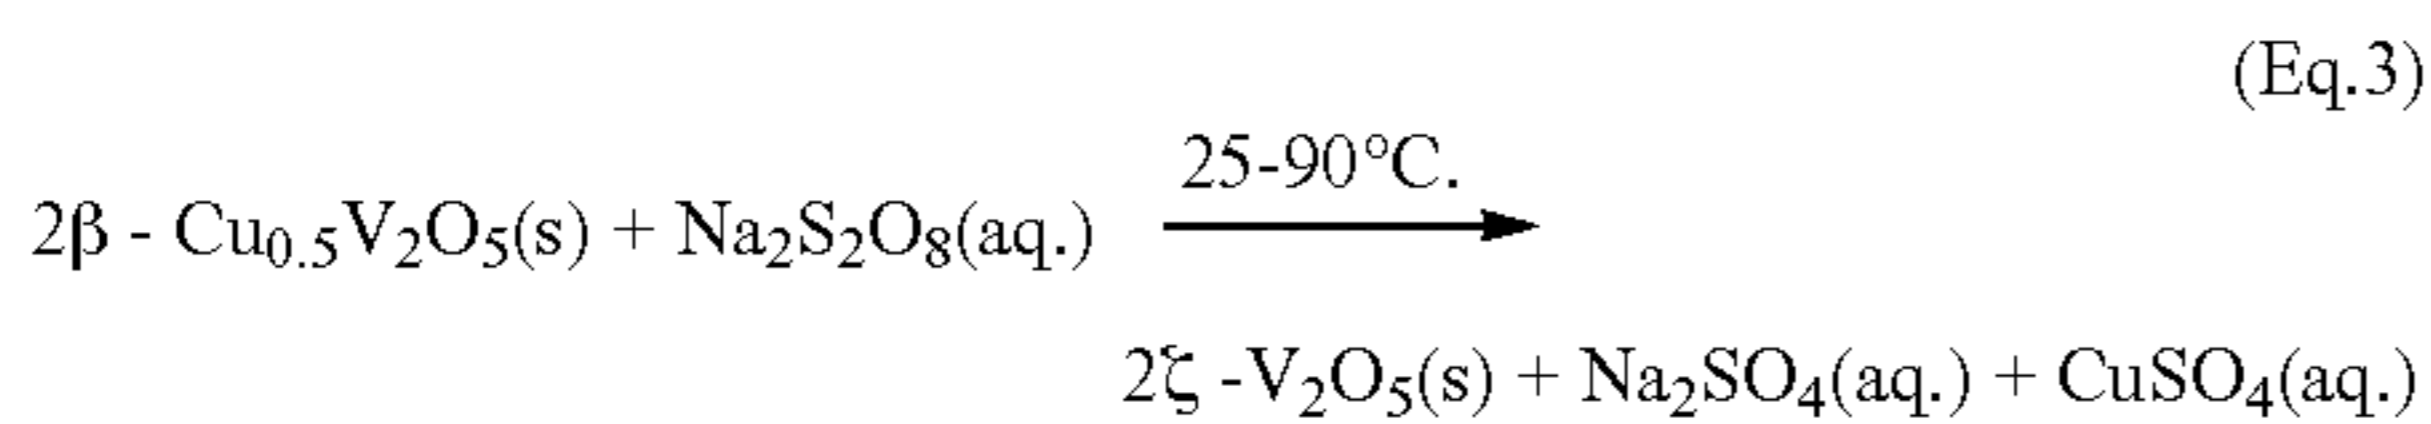 (Eq.3)
25-90°C.
2β - Cu₀.₅V₂O₅(s) + Na₂S₂O₈(aq.)
2ζ -V₂O₅(s) + Na₂SO₄(aq.) + CuSO₄(aq.)